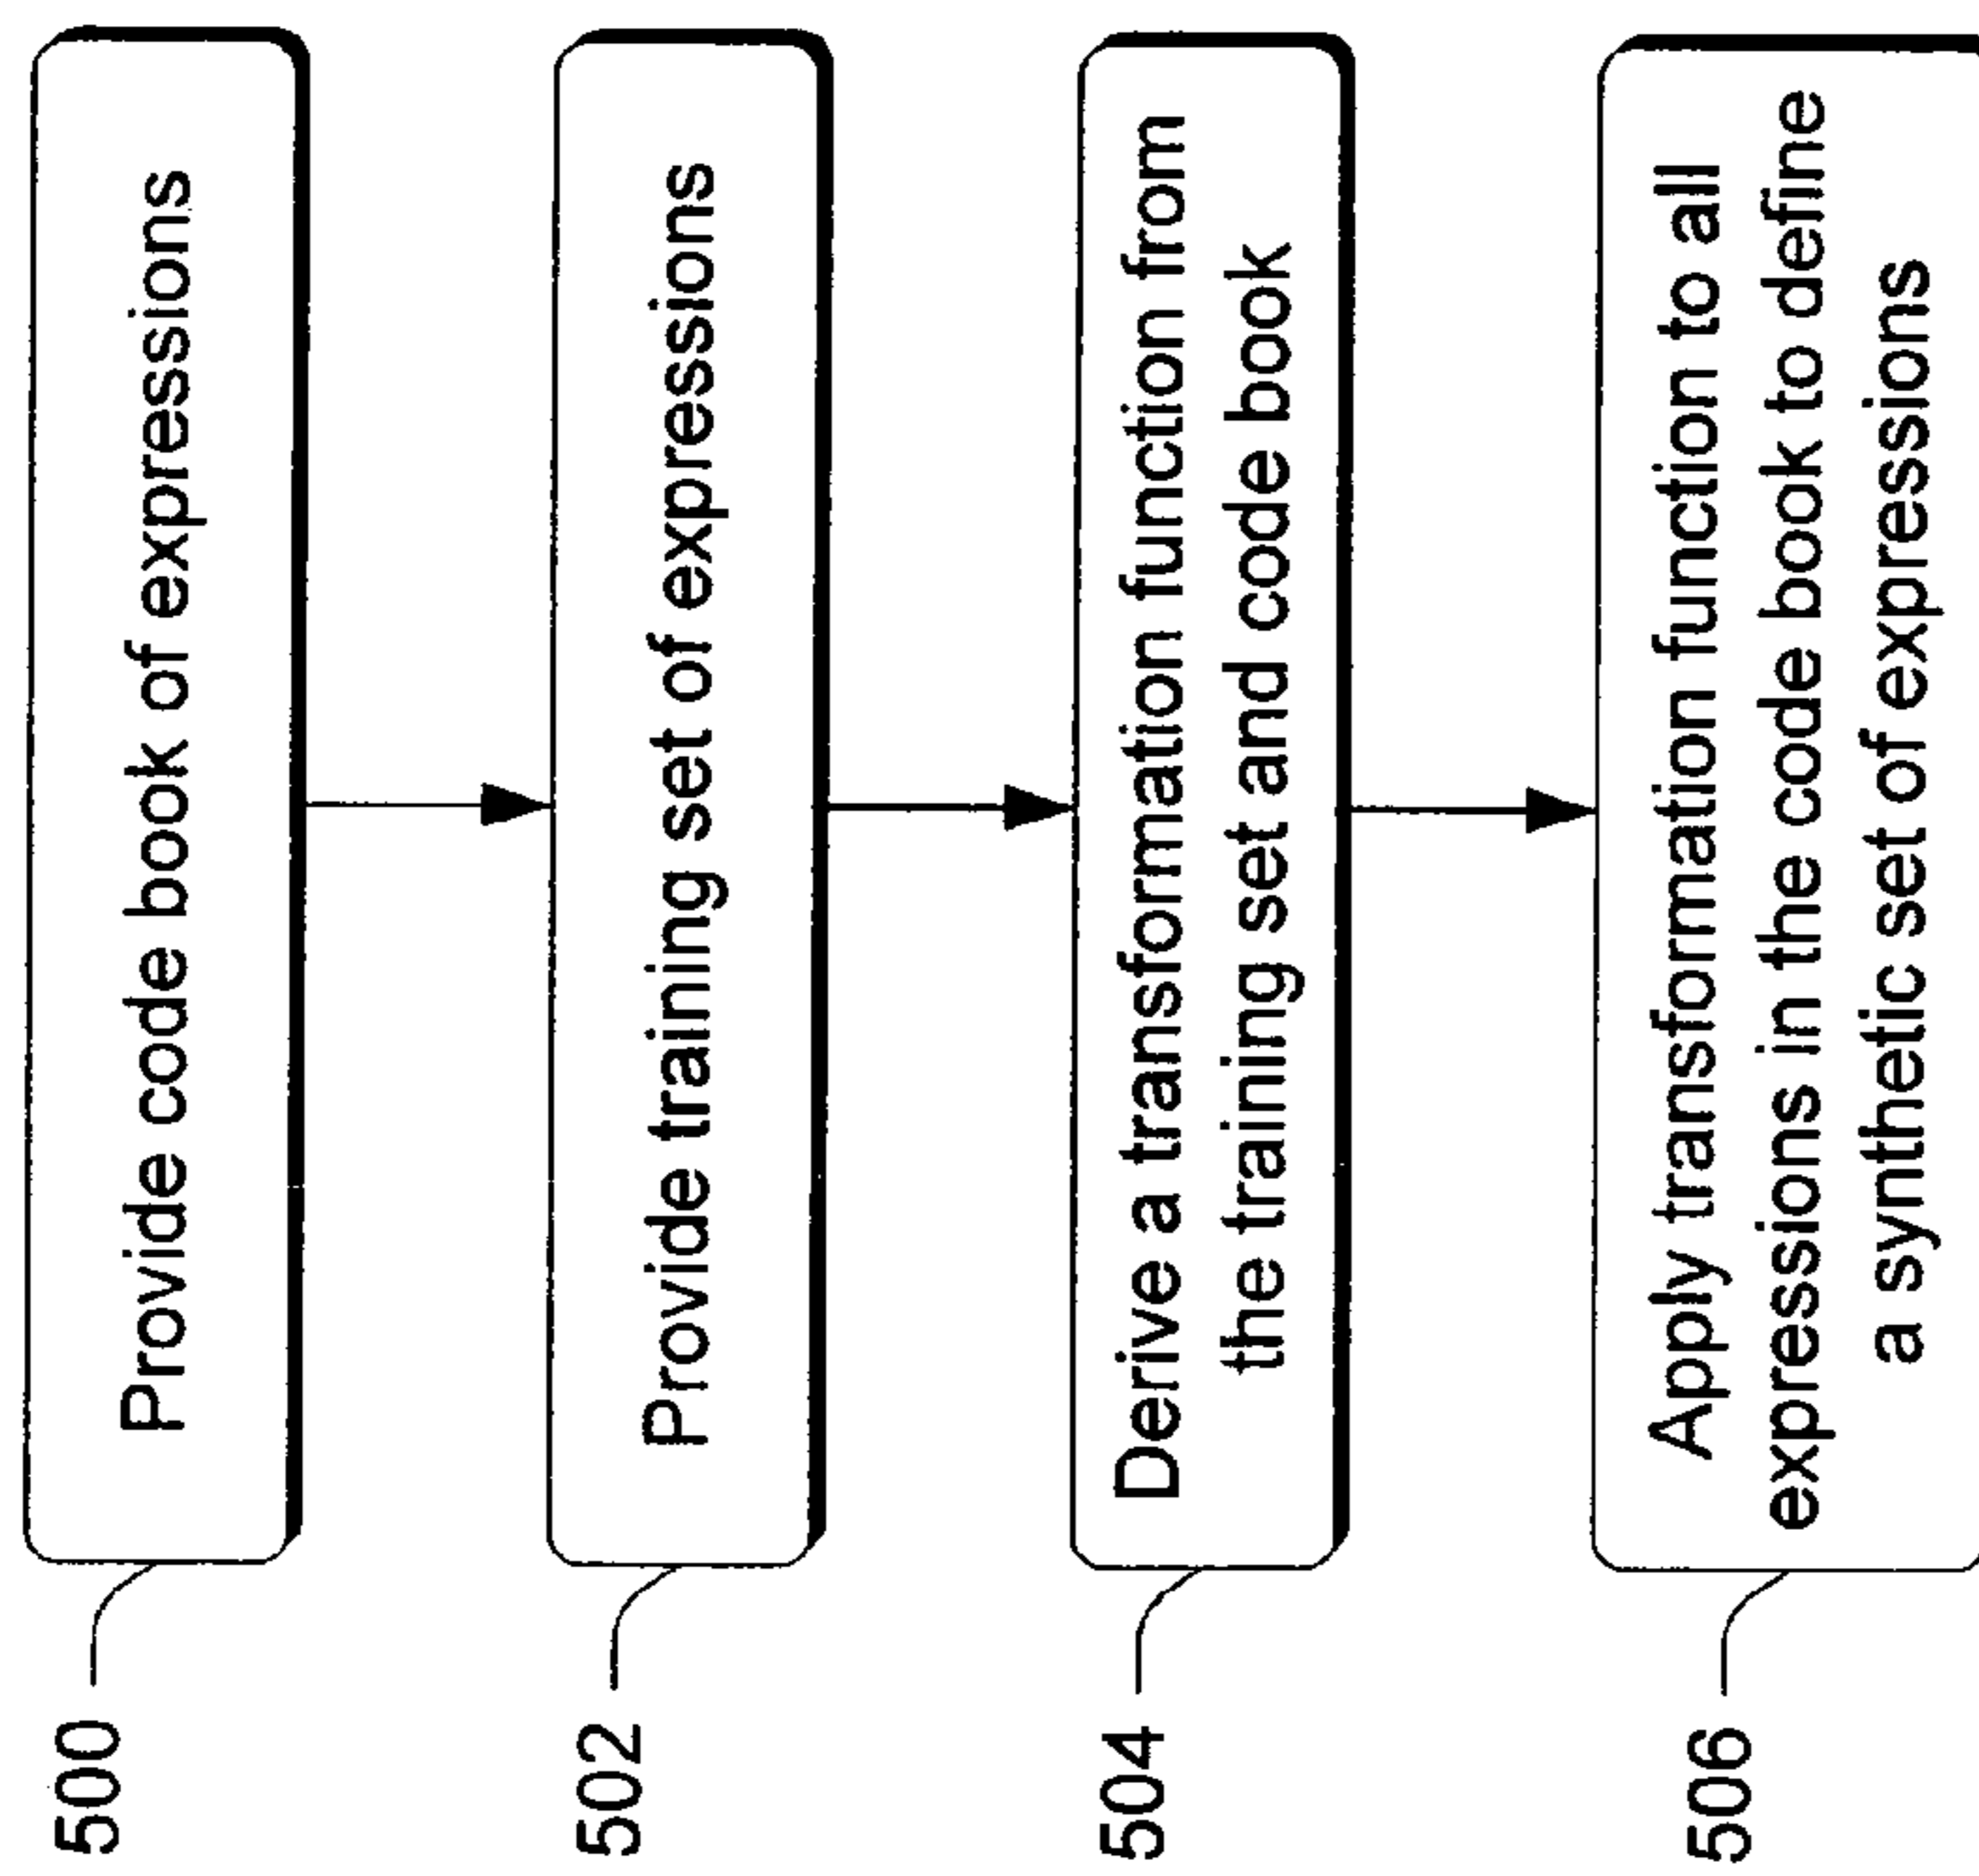 500
Provide code book of expressions
502
Provide training set of expressions
504
Derive a transformation function from
the training set and code book
506
Apply transformation function to all
expressions in the code book to define
a synthetic set of expressions